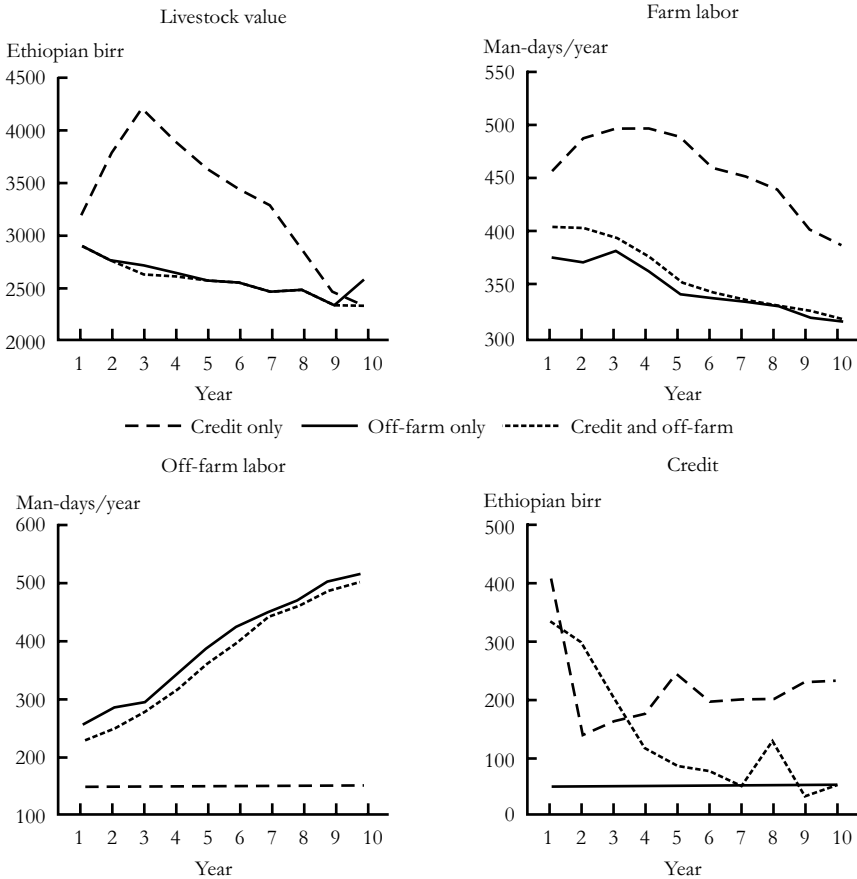 Livestock value
Ethiopian birr
4500
4000
3500
3000
2500
2000
1 2 3 4 5 6 7 8 9 10
Year
Farm labor
Man-days/year
550
500
450
400
350
300
1 2 3 4 5 6 7 8 9 10
Year
Credit only Off-farm only Credit and off-farm
Off-farm labor
Man-days/year
600
500
400
300
200
100
1 2 3 4 5 6 7 8 9 10
Year
Credit
Ethiopian birr
500
400
300
200
100
0
1 2 3 4 5 6 7 8 9 10
Year